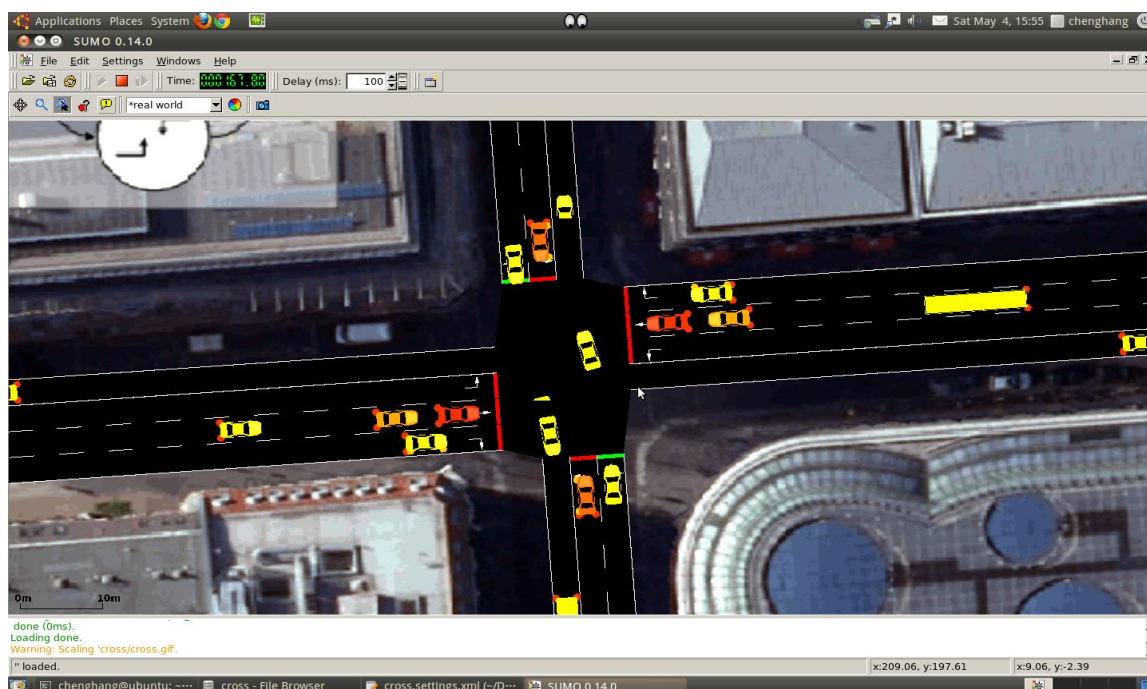 Applications Places System Sat May 4, 15:55 chenghang
SUMO 0.14.0
File Edit Settings Windows Help
Time: 000167.80 Delay (ms): 100
*real world
0m 10m
done (0ms).
Loading done.
Warning: Scaling 'cross/cross.gif'.
'' loaded. x:209.06, y:197.61 x:9.06, y:-2.39
chenghang@ubuntu: ~··· cross - File Browser cross.settings.xml (~/D··· SUMO 0.14.0